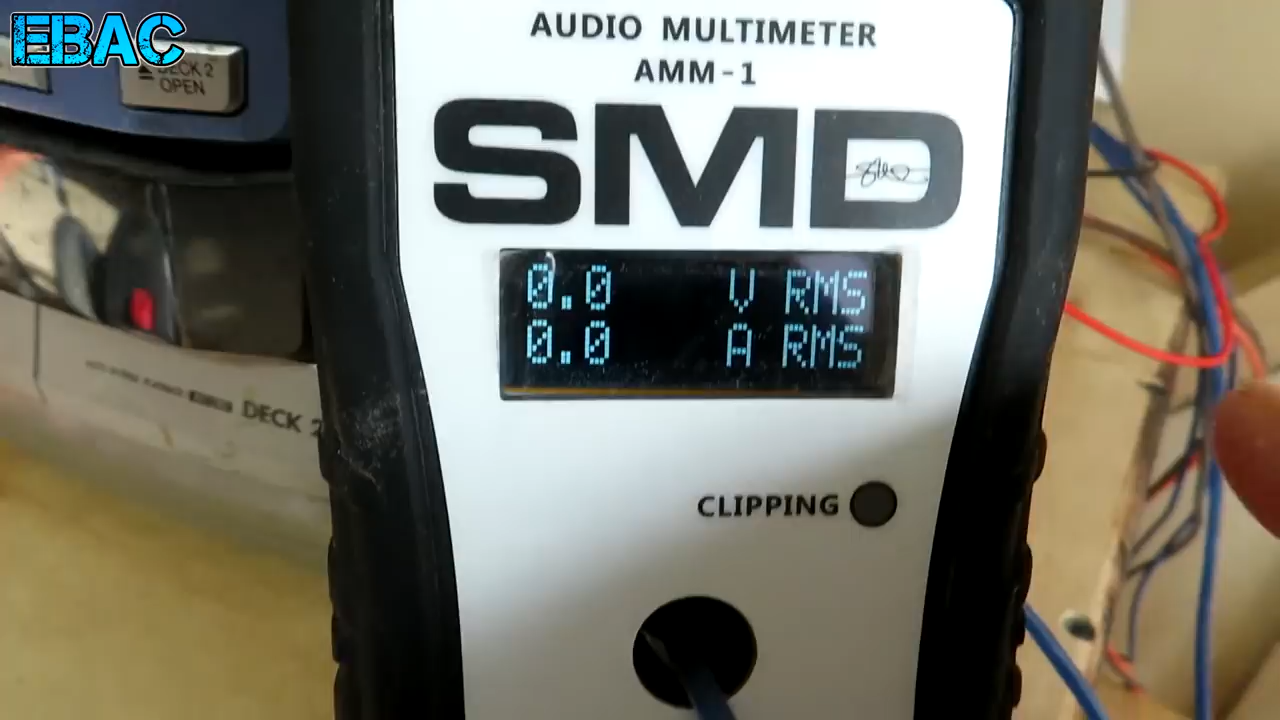 EBAC
DECK 2
OPEN
AUDIO MULTIMETER
AMM-1
SMD
0.0 V RMS
0.0 A RMS
DECK 2
CLIPPING